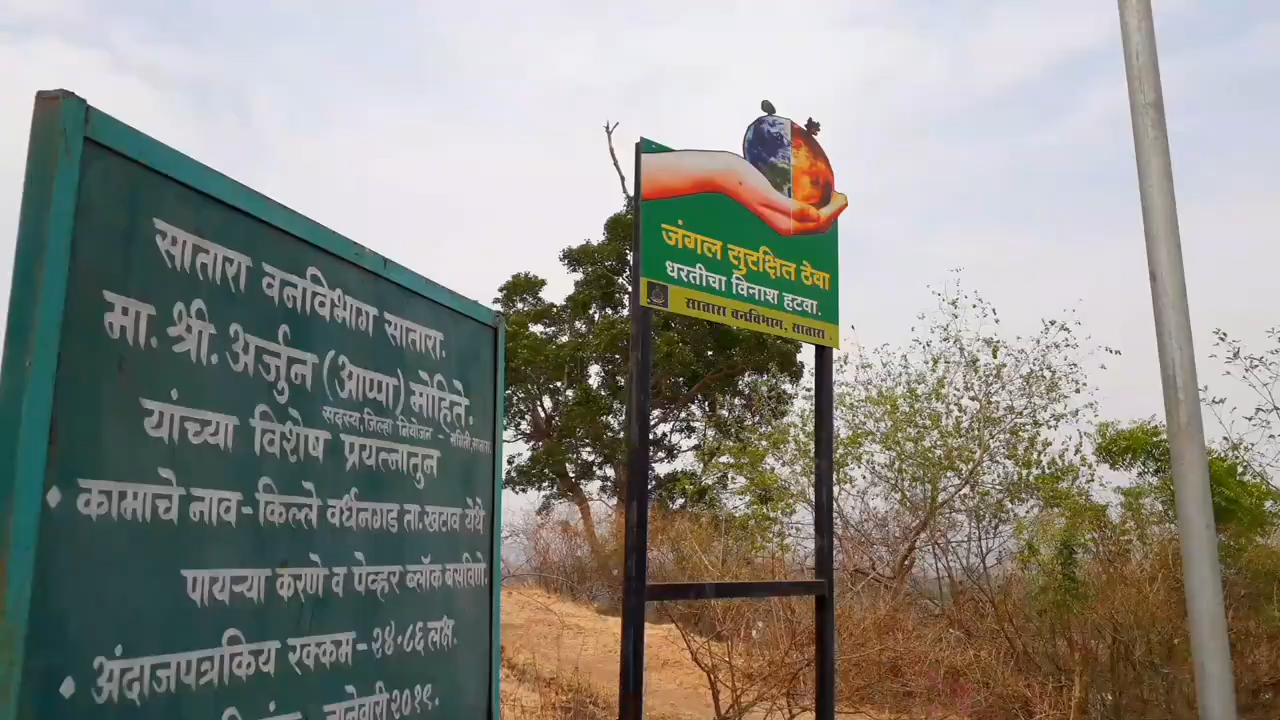 सातारा वनविभाग सातारा.
मा. श्री. अर्जुन (आप्पा) मोहिते.
सदस्य, जिल्हा नियोजन - समिती, सातारा
यांच्या विशेष प्रयत्नातुन
कामाचे नाव - किल्ले वर्धनगड ता. खटाव येथे
पायऱ्या करणे व पेव्हर ब्लॉक बसविणे.
अंदाजपत्रकिय रक्कम - २४.८६ लक्ष.
जानेवारी २०१९.
जंगल सुरक्षित ठेवा
धरतीचा विनाश हटवा.
सातारा वनविभाग, सातारा